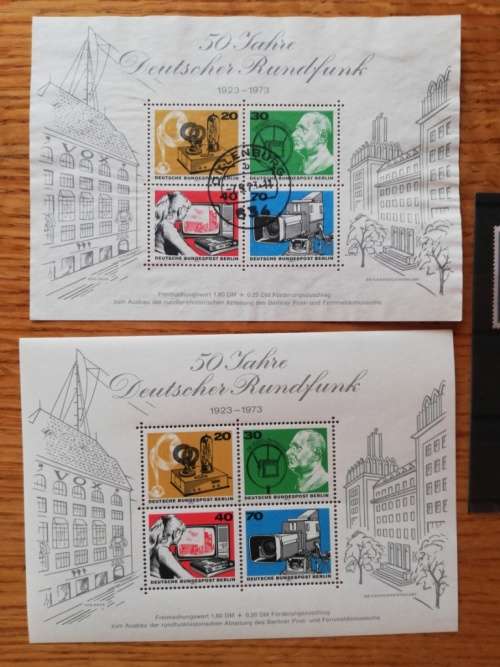 50 Jahre
Deutscher Rundfunk
1923-1973
VOX
20
30
DEUTSCHE BUNDESPOST BERLIN
DEUTSCHE BUNDESPOST BERLIN
40
70
DEUTSCHE BUNDESPOST BERLIN
DEUTSCHE BUNDESPOST BERLIN
Freimachungswert 1,60 DM + 0,20 DM Förderungszuschlag
zum Ausbau der rundfunkhistorischen Abteilung des Berliner Post- und Fernmeldemuseums
50 Jahre
Deutscher Rundfunk
1923-1973
VOX
20
30
DEUTSCHE BUNDESPOST BERLIN
DEUTSCHE BUNDESPOST BERLIN
40
70
DEUTSCHE BUNDESPOST BERLIN
DEUTSCHE BUNDESPOST BERLIN
Freimachungswert 1,60 DM + 0,20 DM Förderungszuschlag
zum Ausbau der rundfunkhistorischen Abteilung des Berliner Post- und Fernmeldemuseums